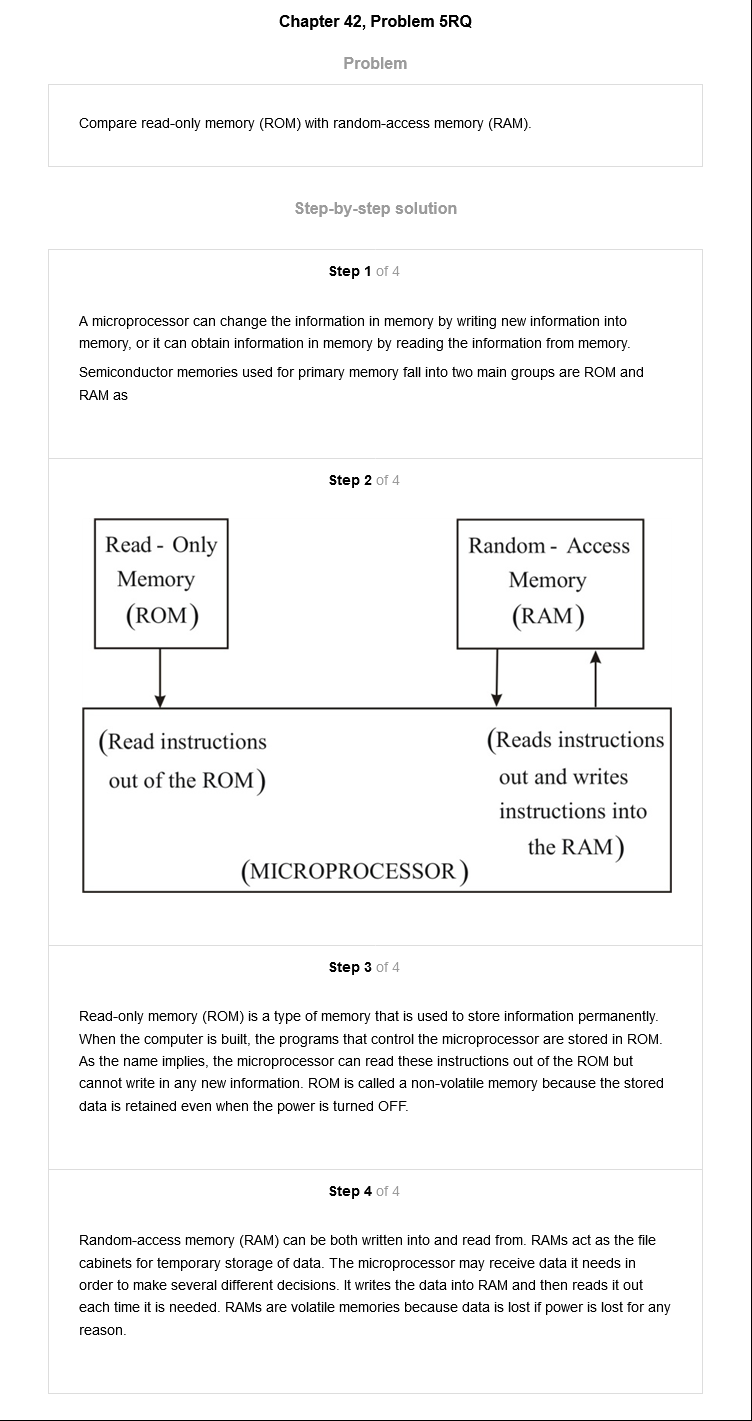 Chapter 42, Problem 5RQ
Problem
Compare read-only memory (ROM) with random-access memory (RAM).
Step-by-step solution
Step 1 of 4
A microprocessor can change the information in memory by writing new information into
memory, or it can obtain information in memory by reading the information from memory.
Semiconductor memories used for primary memory fall into two main groups are ROM and
RAM as
Step 2 of 4
Read - Only
Memory
(ROM)
Random - Access
Memory
(RAM)
(Read instructions
out of the ROM)
(Reads instructions
out and writes
instructions into
the RAM)
(MICROPROCESSOR)
Step 3 of 4
Read-only memory (ROM) is a type of memory that is used to store information permanently.
When the computer is built, the programs that control the microprocessor are stored in ROM.
As the name implies, the microprocessor can read these instructions out of the ROM but
cannot write in any new information. ROM is called a non-volatile memory because the stored
data is retained even when the power is turned OFF.
Step 4 of 4
Random-access memory (RAM) can be both written into and read from. RAMs act as the file
cabinets for temporary storage of data. The microprocessor may receive data it needs in
order to make several different decisions. It writes the data into RAM and then reads it out
each time it is needed. RAMs are volatile memories because data is lost if power is lost for any
reason.